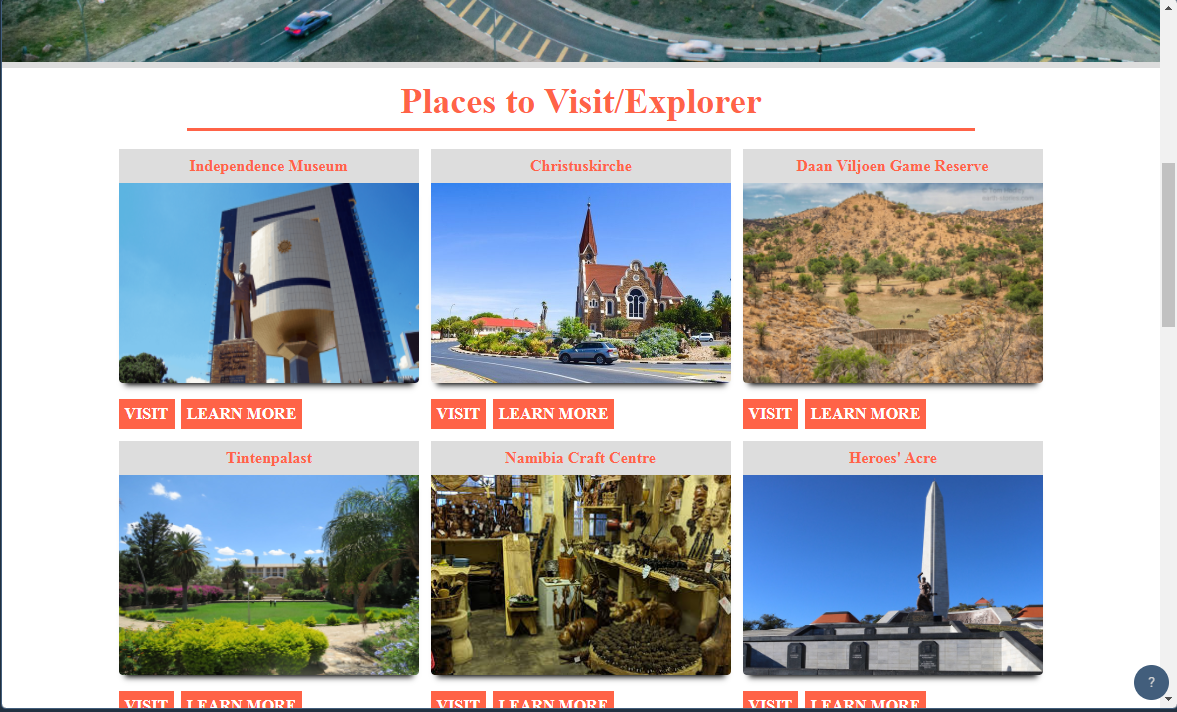 Places to Visit/Explorer
Independence Museum
Christuskirche
Daan Viljoen Game Reserve
VISIT LEARN MORE
VISIT LEARN MORE
VISIT LEARN MORE
Tintenpalast
Namibia Craft Centre
Heroes' Acre
VISIT LEARN MORE
VISIT LEARN MORE
VISIT LEARN MORE
?